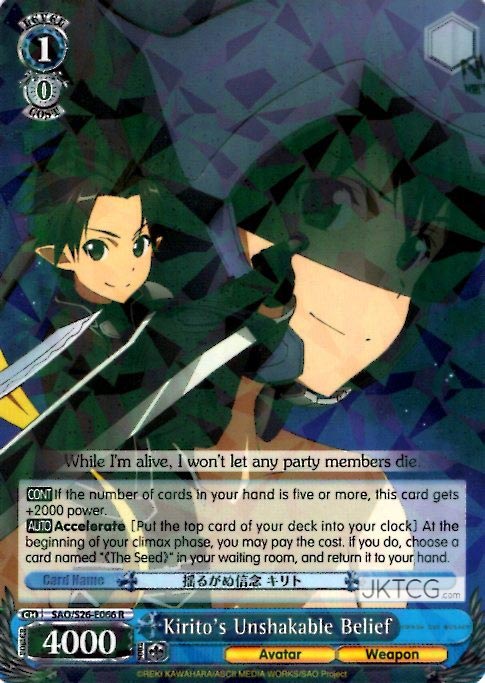 LEVEL
1
0
COST
While I'm alive, I won't let any party members die.
CONT If the number of cards in your hand is five or more, this card gets
+2000 power.
AUTO Accelerate [Put the top card of your deck into your clock] At the
beginning of your climax phase, you may pay the cost. If you do, choose a
card named "《The Seed》" in your waiting room, and return it to your hand.
Card Name 揺るがぬ信念 キリト
JKTCG.com
CH SAO/S26-E066 R
POWER 4000 Kirito's Unshakable Belief
Avatar Weapon
©REKI KAWAHARA/ASCII MEDIA WORKS/SAO Project